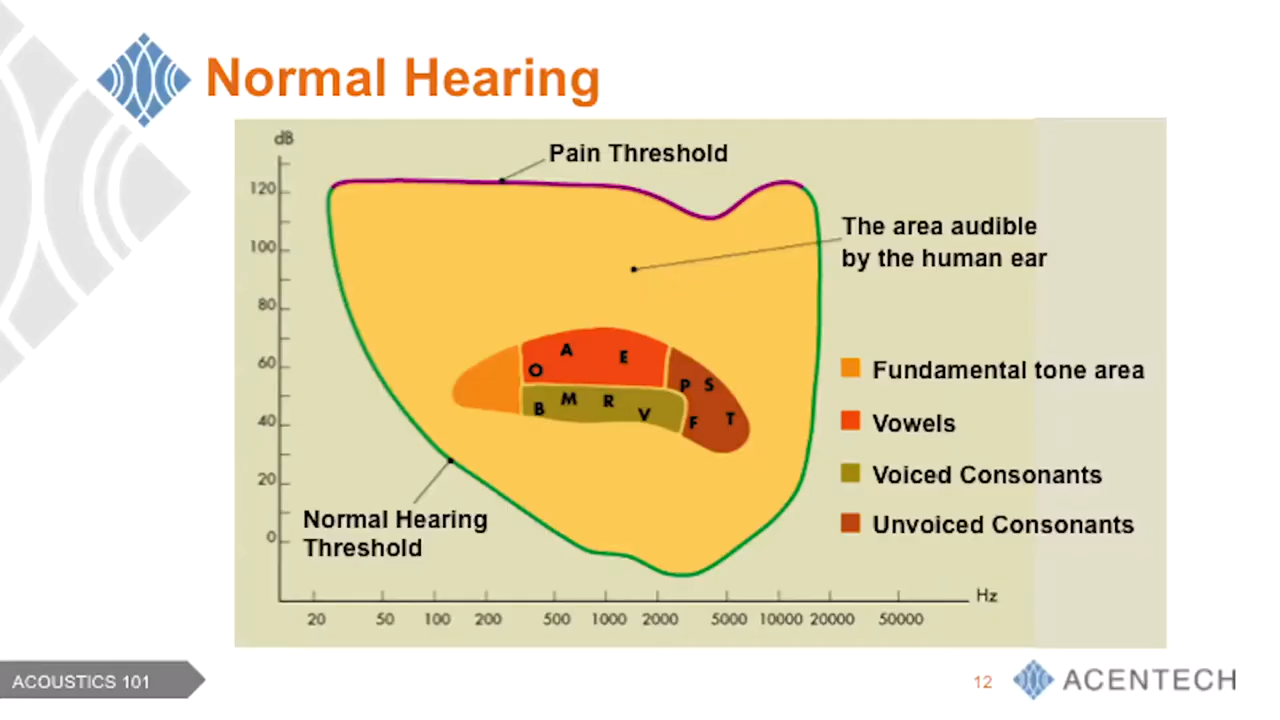 Normal Hearing
dB
Pain Threshold
120
The area audible
by the human ear
100
80
60
40
20
0
A
E
O
P S
M
R
B
V
F
T
Fundamental tone area
Vowels
Voiced Consonants
Unvoiced Consonants
Normal Hearing
Threshold
Hz
20 50 100 200 500 1000 2000 5000 10000 20000 50000
ACOUSTICS 101
12
ACENTECH